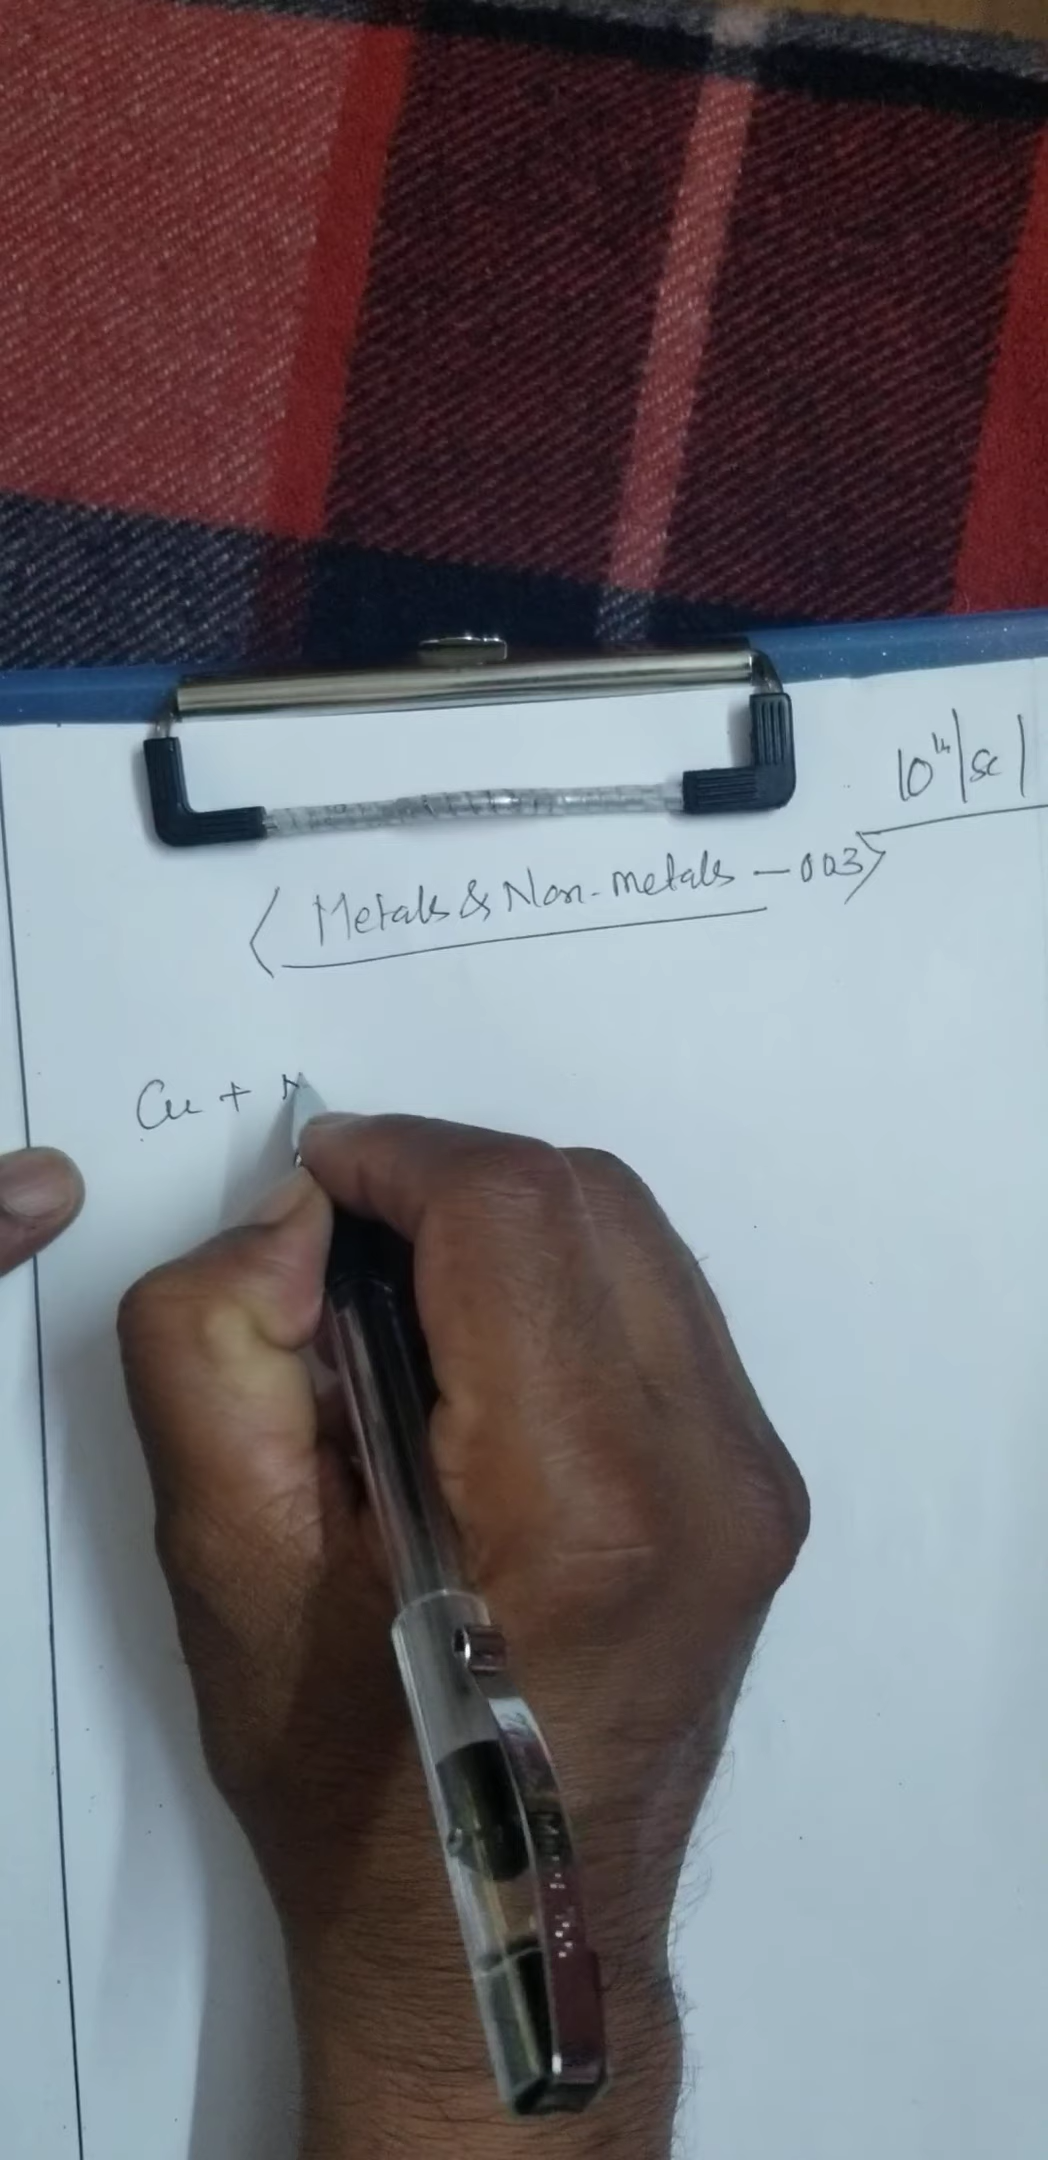 10th/Sc/
Metals & Non-metals - 003
Cu +